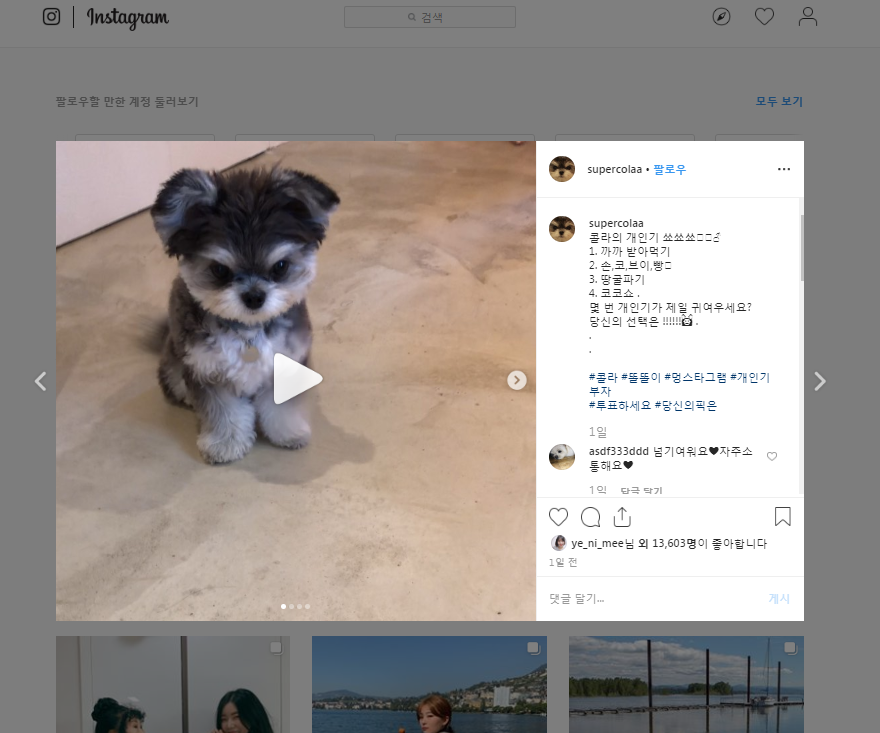 Instagram
검색
팔로우할 만한 계정 둘러보기
모두 보기
supercolaa • 팔로우
supercolaa
콜라의 개인기 쑈쑈쑈
1. 까까 받아먹기
2. 손,코,브이,빵
3. 땅굴파기
4. 코코쇼 .
몇 번 개인기가 제일 귀여우세요?
당신의 선택은 !!!!!! .
.
.
#콜라 #뜰뜰이 #멍스타그램 #개인기
부자
#투표하세요 #당신의픽은
1일
asdf333ddd 넘기여워요♥자주소
통해요♥
1일 답글 달기
ye_ni_mee님 외 13,603명이 좋아합니다
1일 전
댓글 달기...
게시